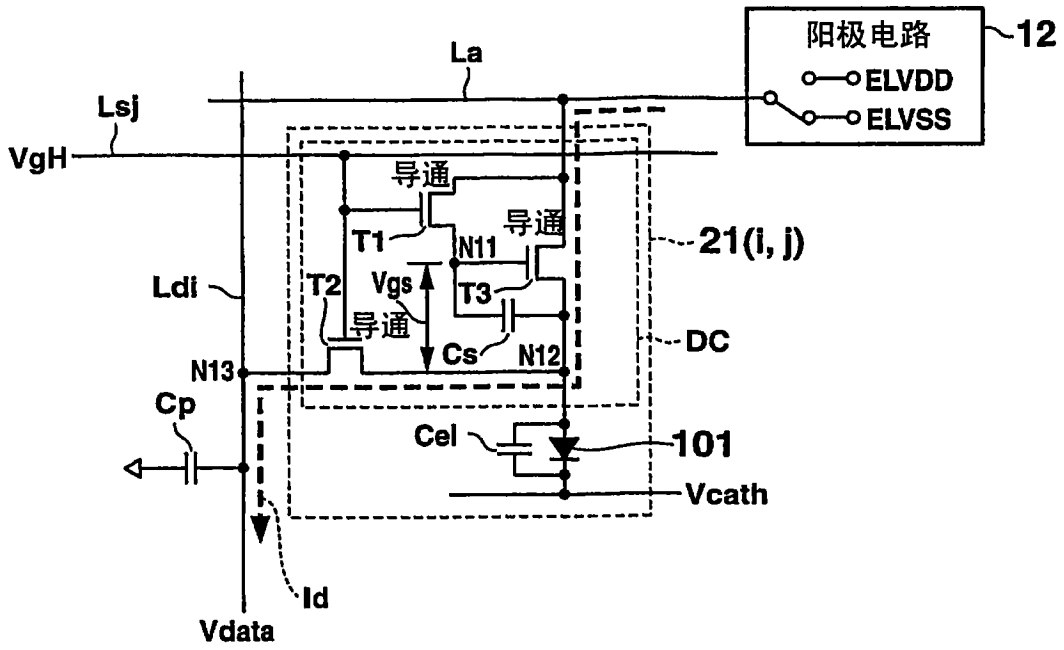 阳极电路
12
ELVDD
ELVSS
La
Lsj
VgH
导通
T1
导通
N11
21(i, j)
T2
Vgs
T3
Ldi
导通
Cs
N12
DC
N13
Cp
Cel
101
Vcath
Id
Vdata